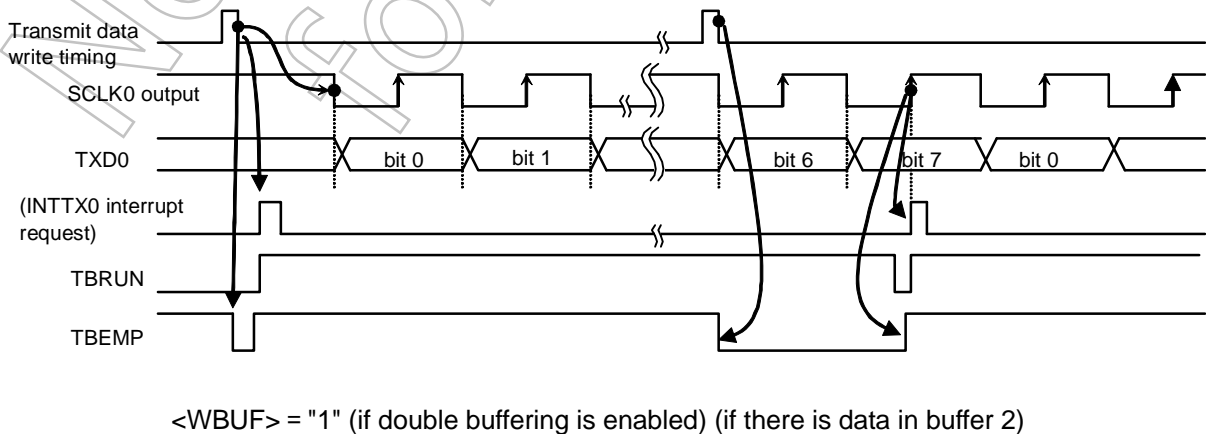 Transmit data
write timing
SCLK0 output
TXD0
bit 0
bit 1
bit 6
bit 7
bit 0
(INTTX0 interrupt
request)
TBRUN
TBEMP
<WBUF> = "1" (if double buffering is enabled) (if there is data in buffer 2)